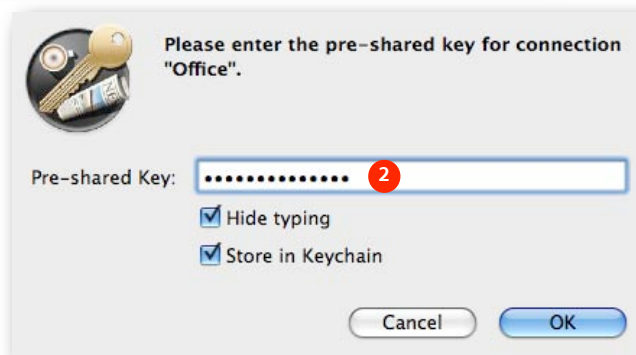 Please enter the pre-shared key for connection
"Office".
Pre-shared Key: •••••••••••••• 2
Hide typing
Store in Keychain
Cancel OK